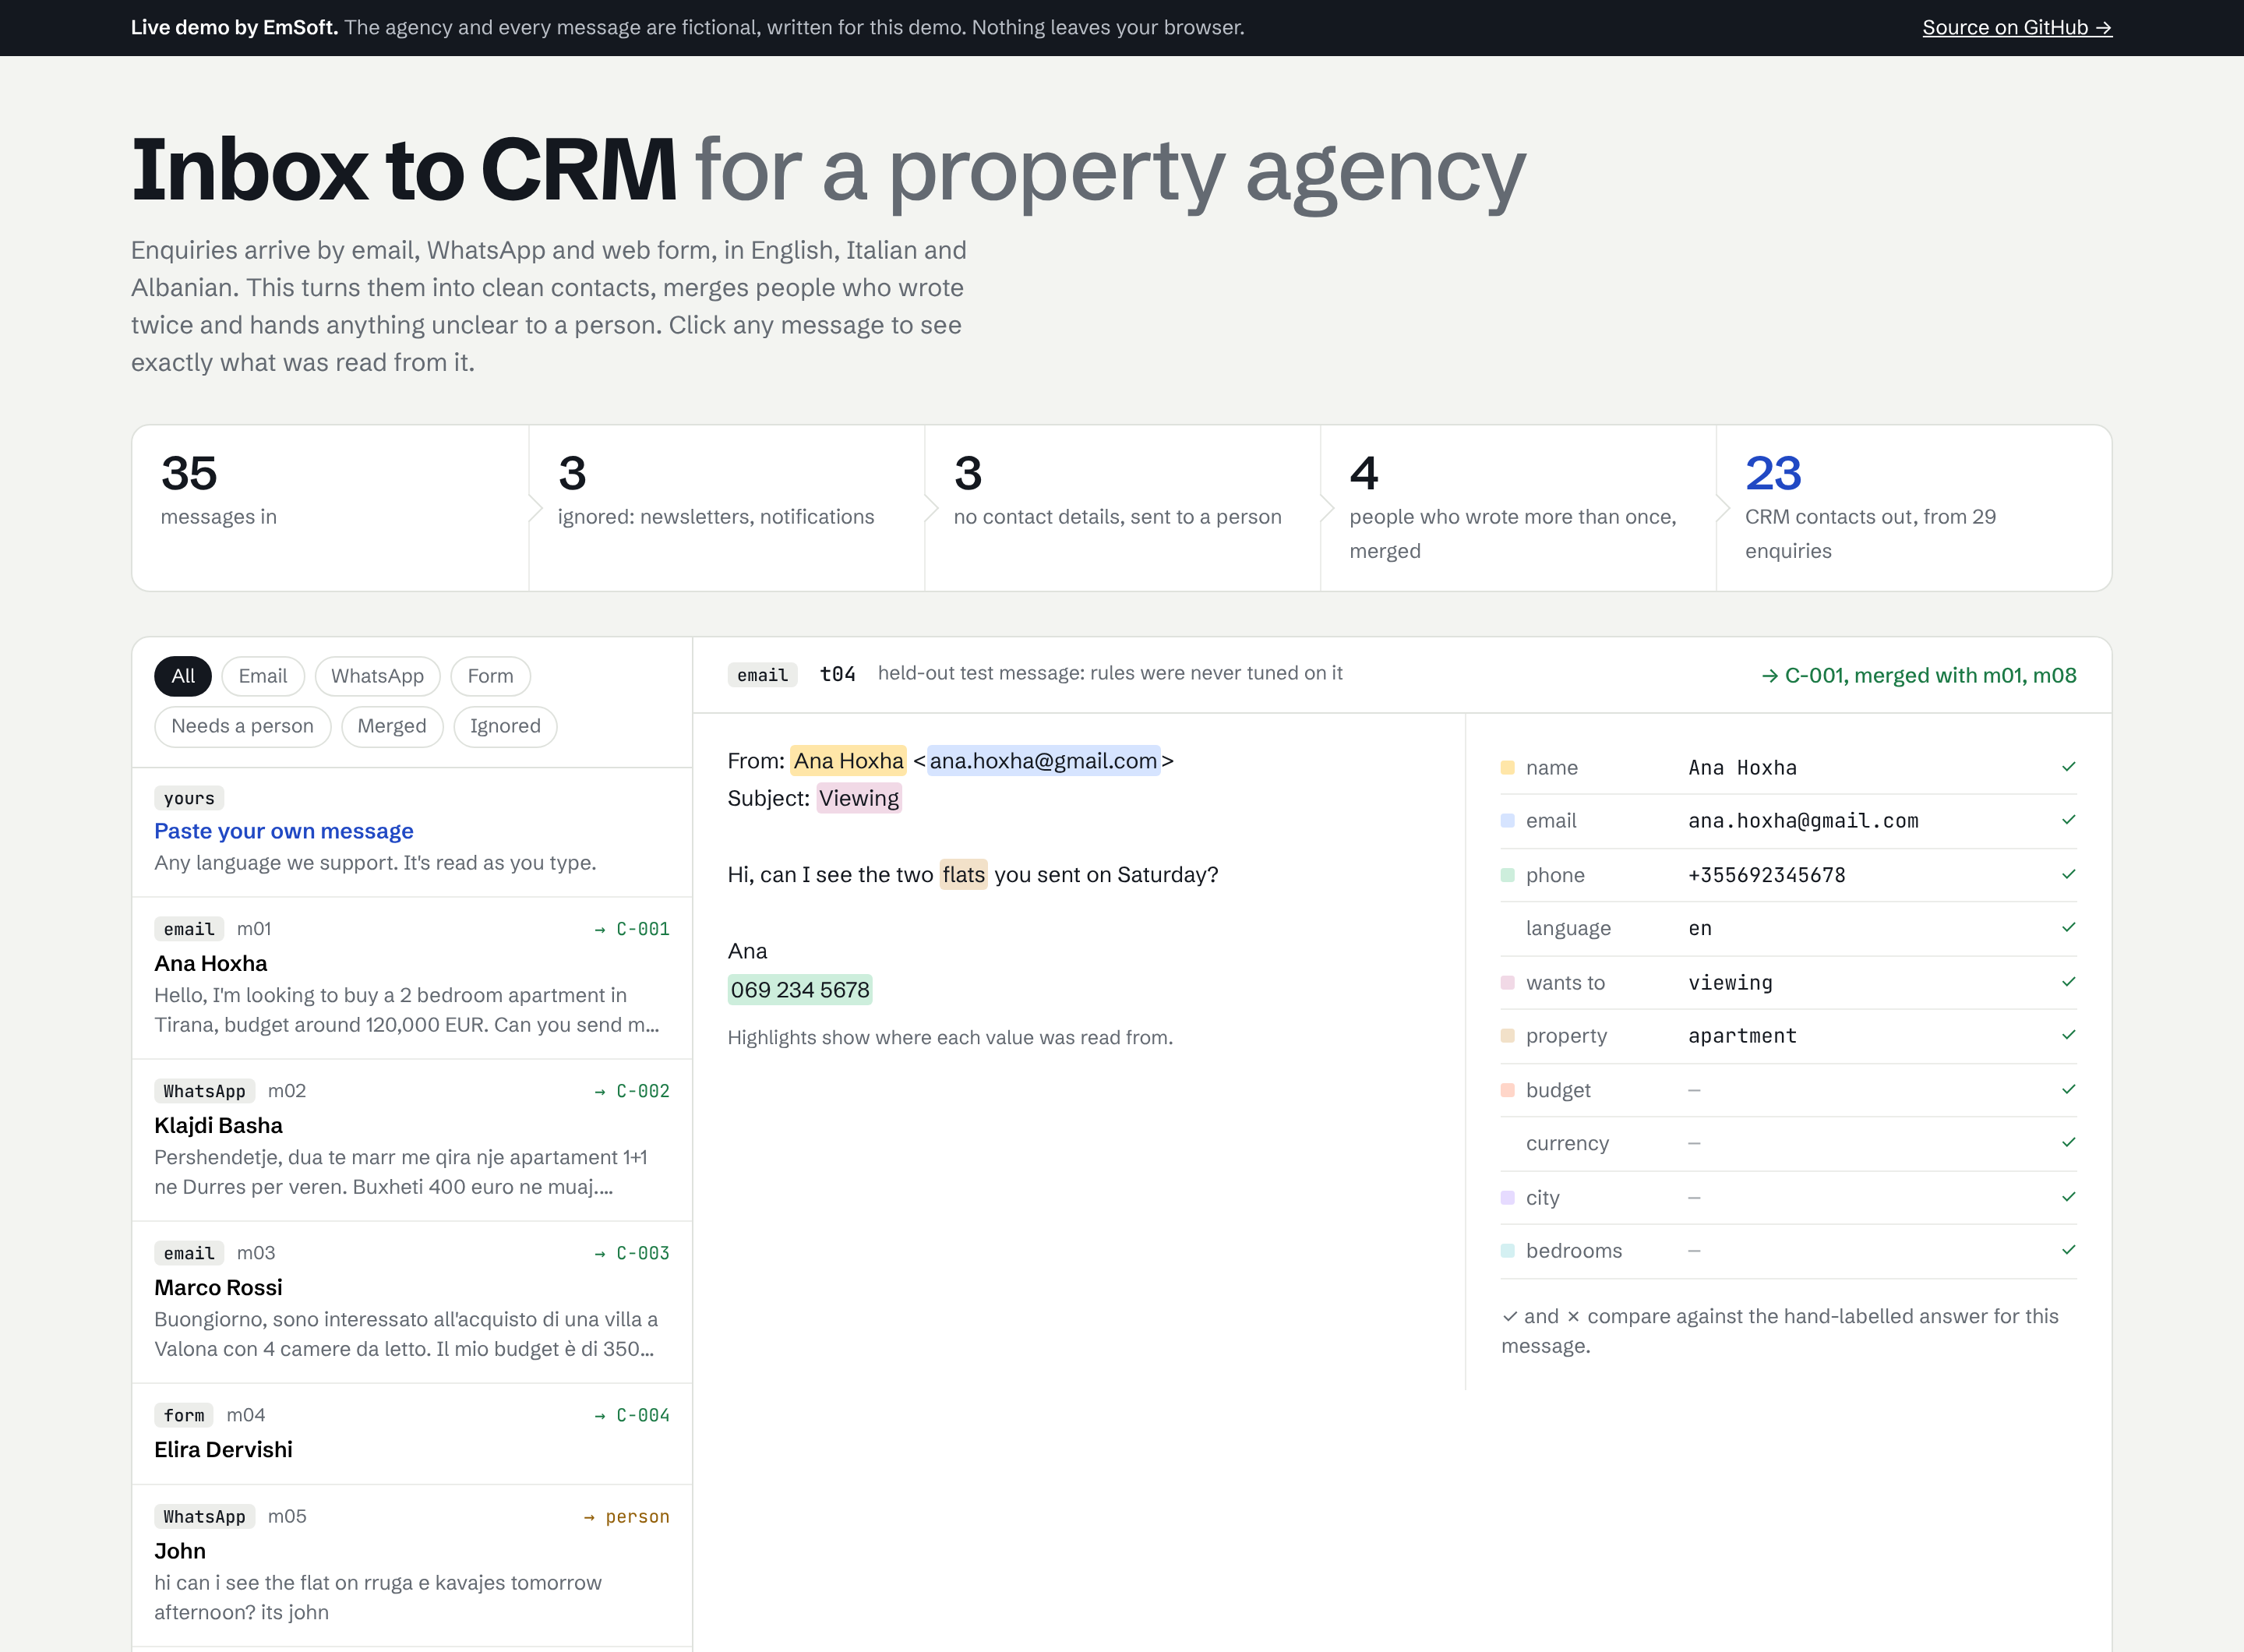 Live demo by EmSoft. The agency and every message are fictional, written for this demo. Nothing leaves your browser.
Source on GitHub →
Inbox to CRM for a property agency
Enquiries arrive by email, WhatsApp and web form, in English, Italian and
Albanian. This turns them into clean contacts, merges people who wrote
twice and hands anything unclear to a person. Click any message to see
exactly what was read from it.
35
messages in
3
ignored: newsletters, notifications
3
no contact details, sent to a person
4
people who wrote more than once,
merged
23
CRM contacts out, from 29
enquiries
All
Email
WhatsApp
Form
Needs a person
Merged
Ignored
yours
Paste your own message
Any language we support. It's read as you type.
email m01 → C-001
Ana Hoxha
Hello, I'm looking to buy a 2 bedroom apartment in
Tirana, budget around 120,000 EUR. Can you send m...
WhatsApp m02 → C-002
Klajdi Basha
Pershendetje, dua te marr me qira nje apartament 1+1
ne Durres per veren. Buxheti 400 euro ne muaj....
email m03 → C-003
Marco Rossi
Buongiorno, sono interessato all'acquisto di una villa a
Valona con 4 camere da letto. Il mio budget è di 350...
form m04 → C-004
Elira Dervishi
WhatsApp m05 → person
John
hi can i see the flat on rruga e kavajes tomorrow
afternoon? its john
email t04 held-out test message: rules were never tuned on it
→ C-001, merged with m01, m08
From: Ana Hoxha <ana.hoxha@gmail.com>
Subject: Viewing
Hi, can I see the two flats you sent on Saturday?
Ana
069 234 5678
Highlights show where each value was read from.
name Ana Hoxha ✓
email ana.hoxha@gmail.com ✓
phone +355692345678 ✓
language en ✓
wants to viewing ✓
property apartment ✓
budget – ✓
currency – ✓
city – ✓
bedrooms – ✓
✓ and × compare against the hand-labelled answer for this
message.